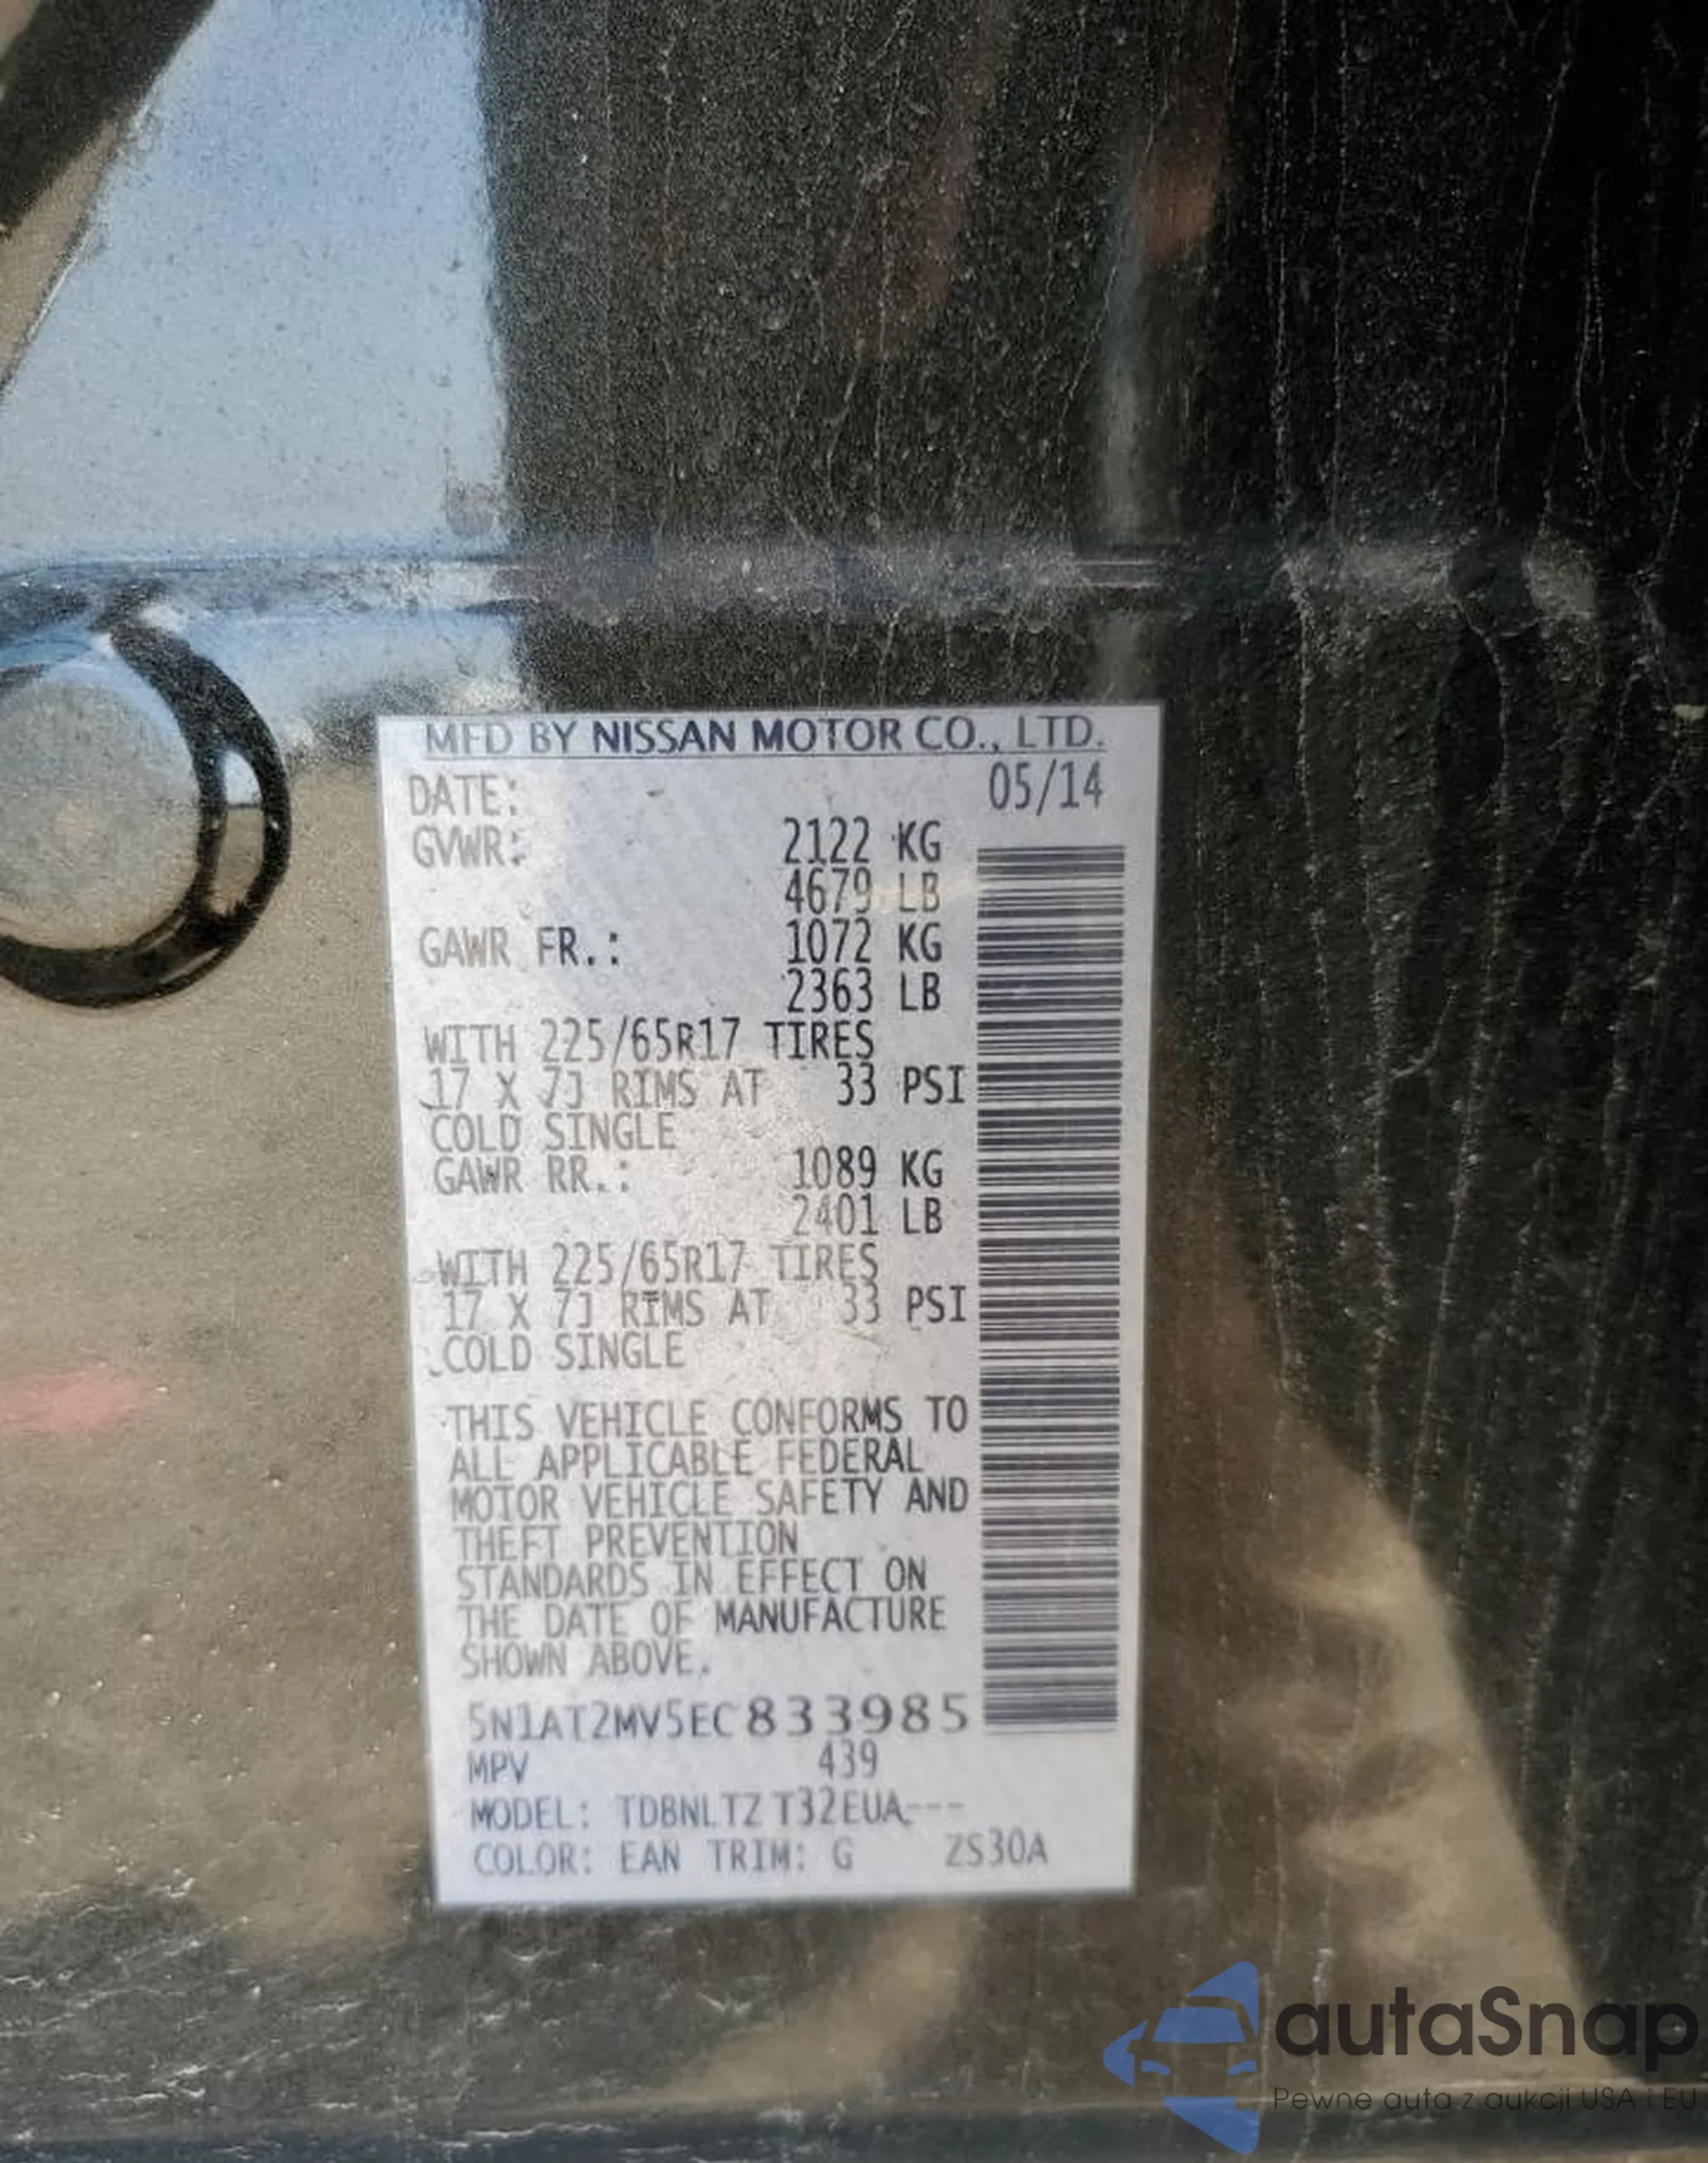 MFD BY NISSAN MOTOR CO., LTD.
DATE: 05/14
GVWR: 2122 KG
4679 LB
GAWR FR.: 1072 KG
2363 LB
WITH 225/65R17 TIRES
17 X 7J RIMS AT 33 PSI
COLD SINGLE
GAWR RR.: 1089 KG
2401 LB
WITH 225/65R17 TIRES
17 X 7J RIMS AT 33 PSI
COLD SINGLE
THIS VEHICLE CONFORMS TO
ALL APPLICABLE FEDERAL
MOTOR VEHICLE SAFETY AND
THEFT PREVENTION
STANDARDS IN EFFECT ON
THE DATE OF MANUFACTURE
SHOWN ABOVE.
5N1AT2MV5EC833985
MPV 439
MODEL: TDBNLTZ T32EUA---
COLOR: EAN TRIM: G ZS30A
autaSnap
Pewne auta z aukcji USA i EU